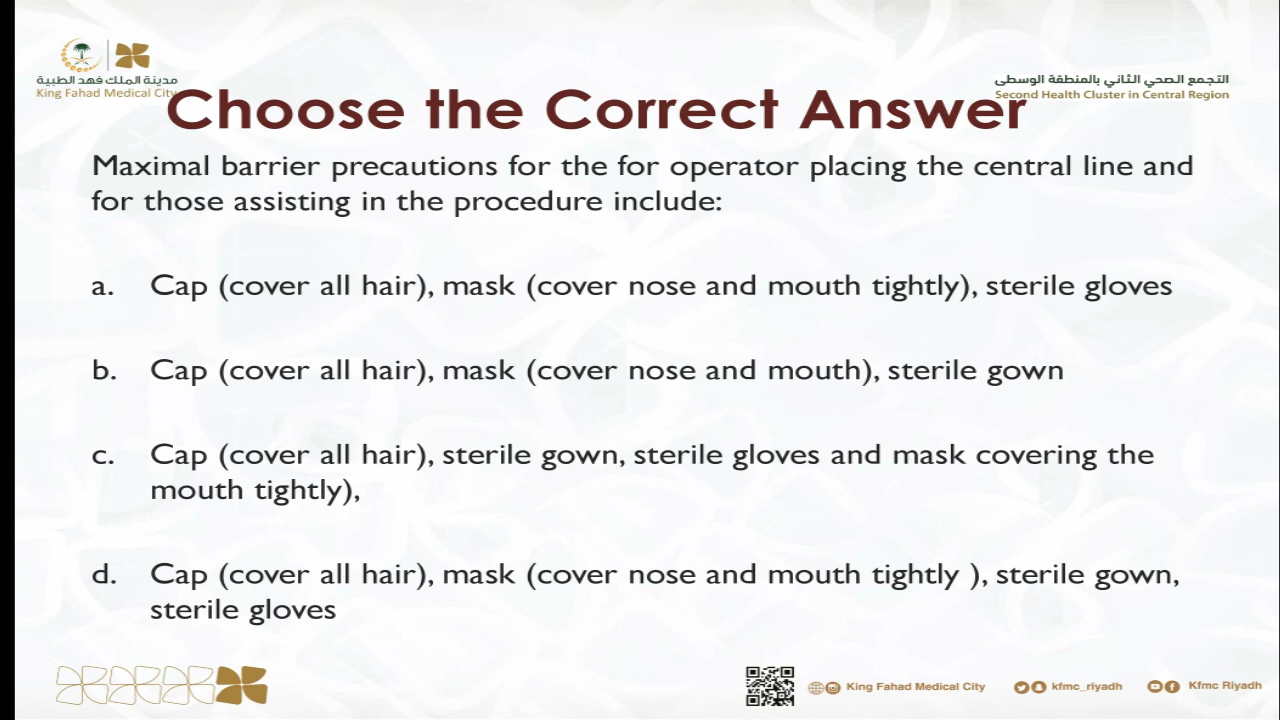 مدينة الملك فهد الطبية
King Fahad Medical City
التجمع الصحي الثاني بالمنطقة الوسطى
Second Health Cluster in Central Region
Choose the Correct Answer
Maximal barrier precautions for the for operator placing the central line and
for those assisting in the procedure include:
a. Cap (cover all hair), mask (cover nose and mouth tightly), sterile gloves
b. Cap (cover all hair), mask (cover nose and mouth), sterile gown
c. Cap (cover all hair), sterile gown, sterile gloves and mask covering the
mouth tightly),
d. Cap (cover all hair), mask (cover nose and mouth tightly ), sterile gown,
sterile gloves
King Fahad Medical City
kfmc_riyadh
Kfmc Riyadh